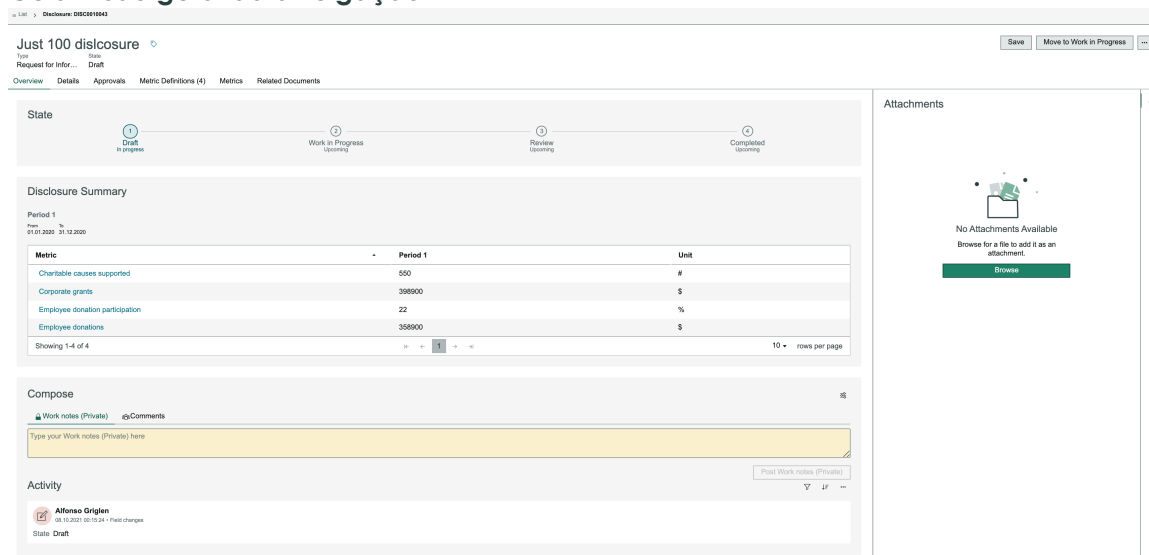 List > Disclosure: DISC0010043
Just 100 dislcosure
Save
Move to Work in Progress
Type
State
Request for Infor...
Draft
Overview
Details
Approvals
Metric Definitions (4)
Metrics
Related Documents
State
1
2
3
4
Draft
Work in Progress
Review
Completed
In progress
Upcoming
Upcoming
Upcoming
Disclosure Summary
Period 1
From
To
01.01.2020
31.12.2020
Metric
Period 1
Unit
Charitable causes supported
550
#
Corporate grants
398900
$
Employee donation participation
22
%
Employee donations
358900
$
Showing 1-4 of 4
1
10
rows per page
Compose
Work notes (Private)
Comments
Type your Work notes (Private) here
Post Work notes (Private)
Activity
Alfonso Griglen
08.10.2021 00:15:24 • Field changes
State Draft
Attachments
No Attachments Available
Browse for a file to add it as an
attachment.
Browse